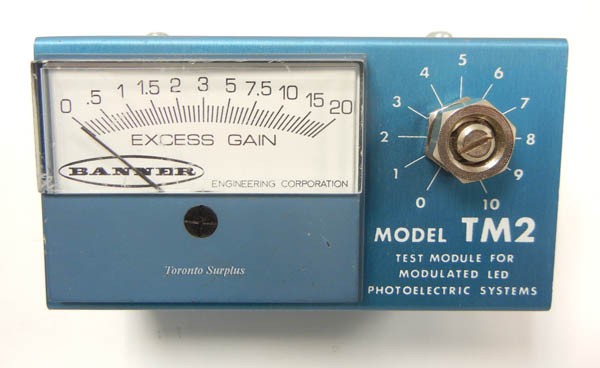 0 .5 1 1.5 2 3 5 7.5 10 15 20
EXCESS GAIN
BANNER
ENGINEERING CORPORATION
Toronto Surplus
0 1 2 3 4 5 6 7 8 9 10
MODEL TM2
TEST MODULE FOR
MODULATED LED
PHOTOELECTRIC SYSTEMS